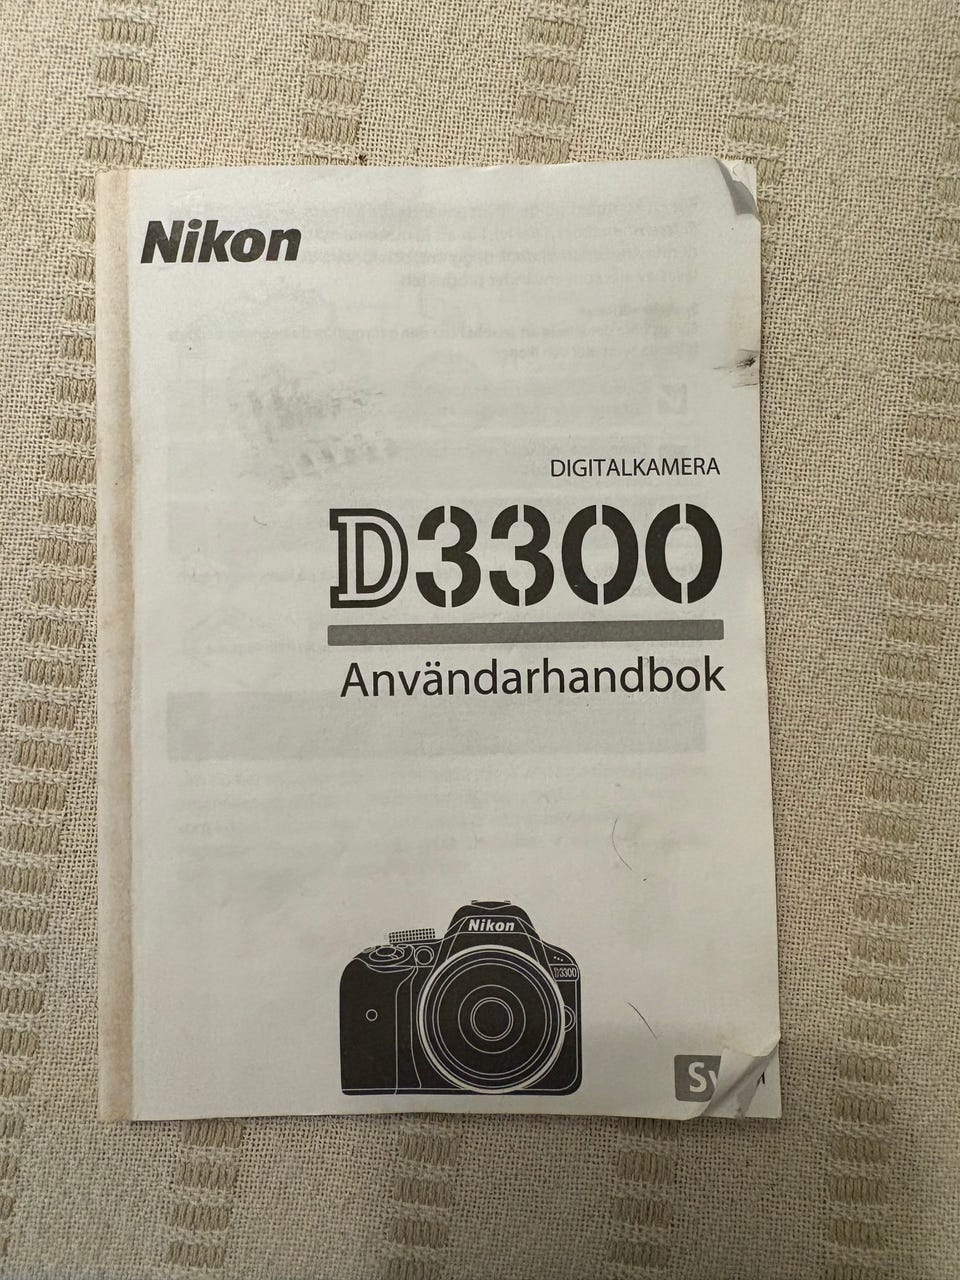 Nikon
DIGITALKAMERA
D3300
Användarhandbok
Nikon
D3300